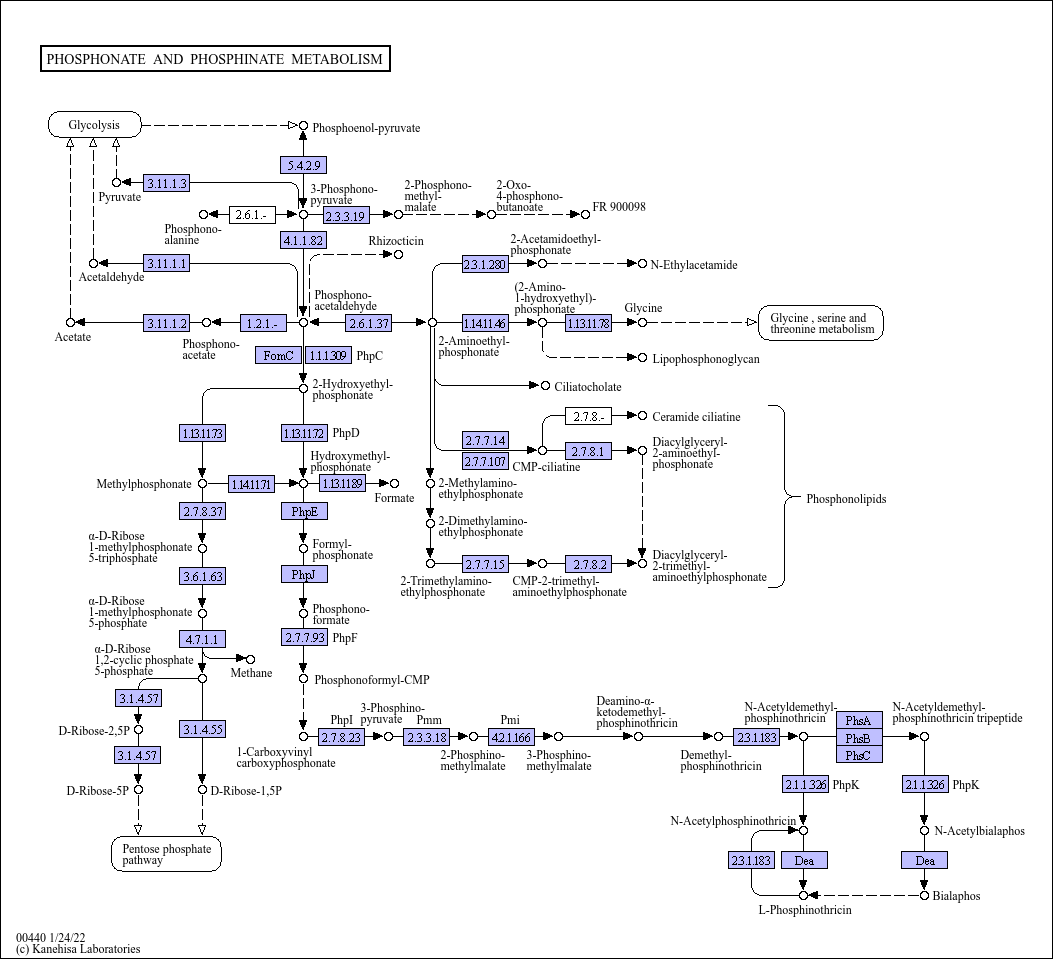 PHOSPHONATE AND PHOSPHINATE METABOLISM
Glycolysis
Phosphoenol-pyruvate
5.4.2.9
3.11.1.3
Pyruvate
3-Phosphono-
pyruvate
2-Phosphono-
methyl-
malate
2-Oxo-
4-phosphono-
butanoate
FR 900098
2.6.1.-
2.3.3.19
Phosphono-
alanine
4.1.1.82
Rhizocticin
2-Acetamidoethyl-
phosphonate
3.11.1.1
Acetaldehyde
2.3.1.280
N-Ethylacetamide
Phosphono-
acetaldehyde
(2-Amino-
1-hydroxyethyl)-
phosphonate
Glycine
3.11.1.2
1.2.1.-
2.6.1.37
1.14.11.46
1.13.11.78
Glycine , serine and
threonine metabolism
Acetate
Phosphono-
acetate
2-Aminoethyl-
phosphonate
FomC
1.1.1.309
PhpC
Lipophosphonoglycan
2-Hydroxyethyl-
phosphonate
Ciliatocholate
2.7.8.-
Ceramide ciliatine
1.13.11.73
1.13.11.72
PhpD
2.7.7.14
2.7.7.107
2.7.8.1
Diacylglyceryl-
2-aminoethyl-
phosphonate
CMP-ciliatine
Hydroxymethyl-
phosphonate
Methylphosphonate
1.14.11.71
1.13.11.89
Formate
2-Methylamino-
ethylphosphonate
Phosphonolipids
2.7.8.37
PhpE
2-Dimethylamino-
ethylphosphonate
α-D-Ribose
1-methylphosphonate
5-triphosphate
Formyl-
phosphonate
2.7.7.15
2.7.8.2
Diacylglyceryl-
2-trimethyl-
aminoethylphosphonate
3.6.1.63
PhpJ
2-Trimethylamino-
ethylphosphonate
CMP-2-trimethyl-
aminoethylphosphonate
α-D-Ribose
1-methylphosphonate
5-phosphate
Phosphono-
formate
4.7.1.1
2.7.7.93
PhpF
α-D-Ribose
1,2-cyclic phosphate
5-phosphate
Methane
Phosphonoformyl-CMP
3.1.4.57
D-Ribose-2,5P
3.1.4.55
3.1.4.57
D-Ribose-5P
D-Ribose-1,5P
Pentose phosphate
pathway
3-Phosphino-
pyruvate
PhpI
Pmm
Pmi
Deamino-α-
ketodemethyl-
phosphinothricin
N-Acetyldemethyl-
phosphinothricin
PhsA
PhsB
PhsC
N-Acetyldemethyl-
phosphinothricin tripeptide
2.7.8.23
2.3.3.18
4.2.1.166
2.3.1.183
1-Carboxyvinyl
carboxyphosphonate
2-Phosphino-
methylmalate
3-Phosphino-
methylmalate
Demethyl-
phosphinothricin
2.1.1.326
PhpK
2.1.1.326
PhpK
N-Acetylphosphinothricin
N-Acetylbialaphos
2.3.1.183
Dea
Dea
L-Phosphinothricin
Bialaphos
00440 1/24/22
(c) Kanehisa Laboratories